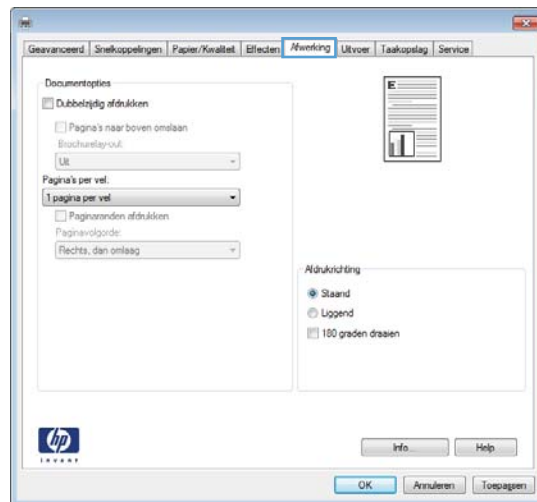 Geavanceerd Snelkoppelingen Papier/Kwaliteit Effecten Afwerking Uitvoer Taakopslag Service
Documentopties
Dubbelzijdig afdrukken
Pagina's naar boven omslaan
Brochurelay-out:
Uit
Pagina's per vel:
1 pagina per vel
Paginaranden afdrukken
Paginavolgorde:
Rechts, dan omlaag
E
Afdrukrichting
Staand
Liggend
180 graden draaien
hp
invent
Info... Help
OK Annuleren Toepassen